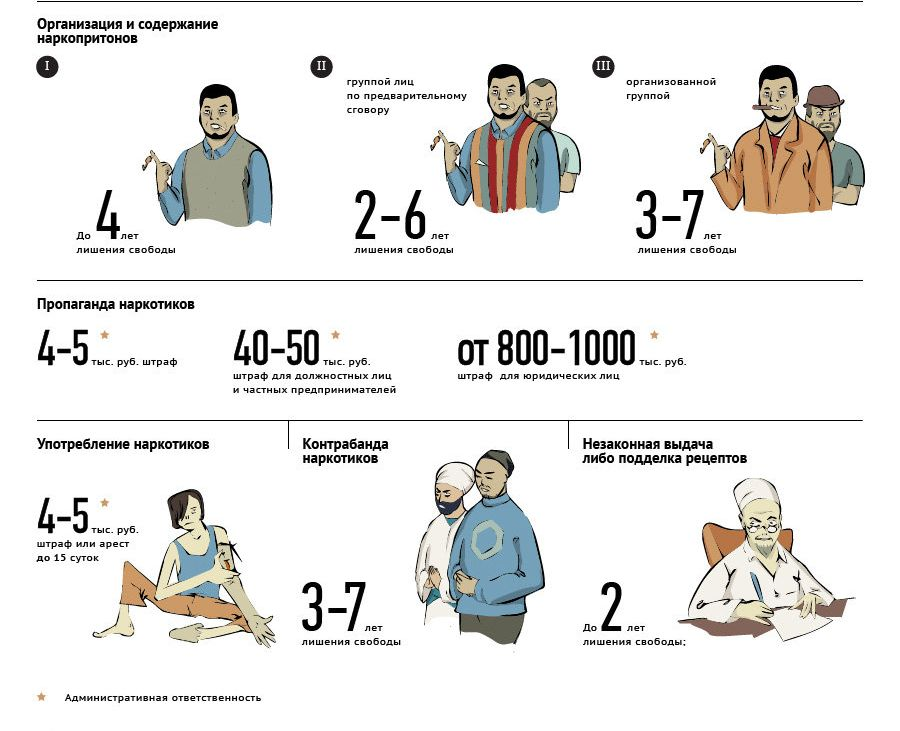 Организация и содержание
наркопритонов
I
II
группой лиц
по предварительному
сговору
III
организованной
группой
До 4 лет
лишения свободы
2–6 лет
лишения свободы
3–7 лет
лишения свободы
Пропаганда наркотиков
4–5 тыс. руб. штраф
40–50 тыс. руб.
штраф для должностных лиц
и частных предпринимателей
от 800–1000 тыс. руб.
штраф для юридических лиц
Употребление наркотиков
4–5 тыс. руб.
штраф или арест
до 15 суток
Контрабанда
наркотиков
3–7 лет
лишения свободы
Незаконная выдача
либо подделка рецептов
До 2 лет
лишения свободы;
Административная ответственность